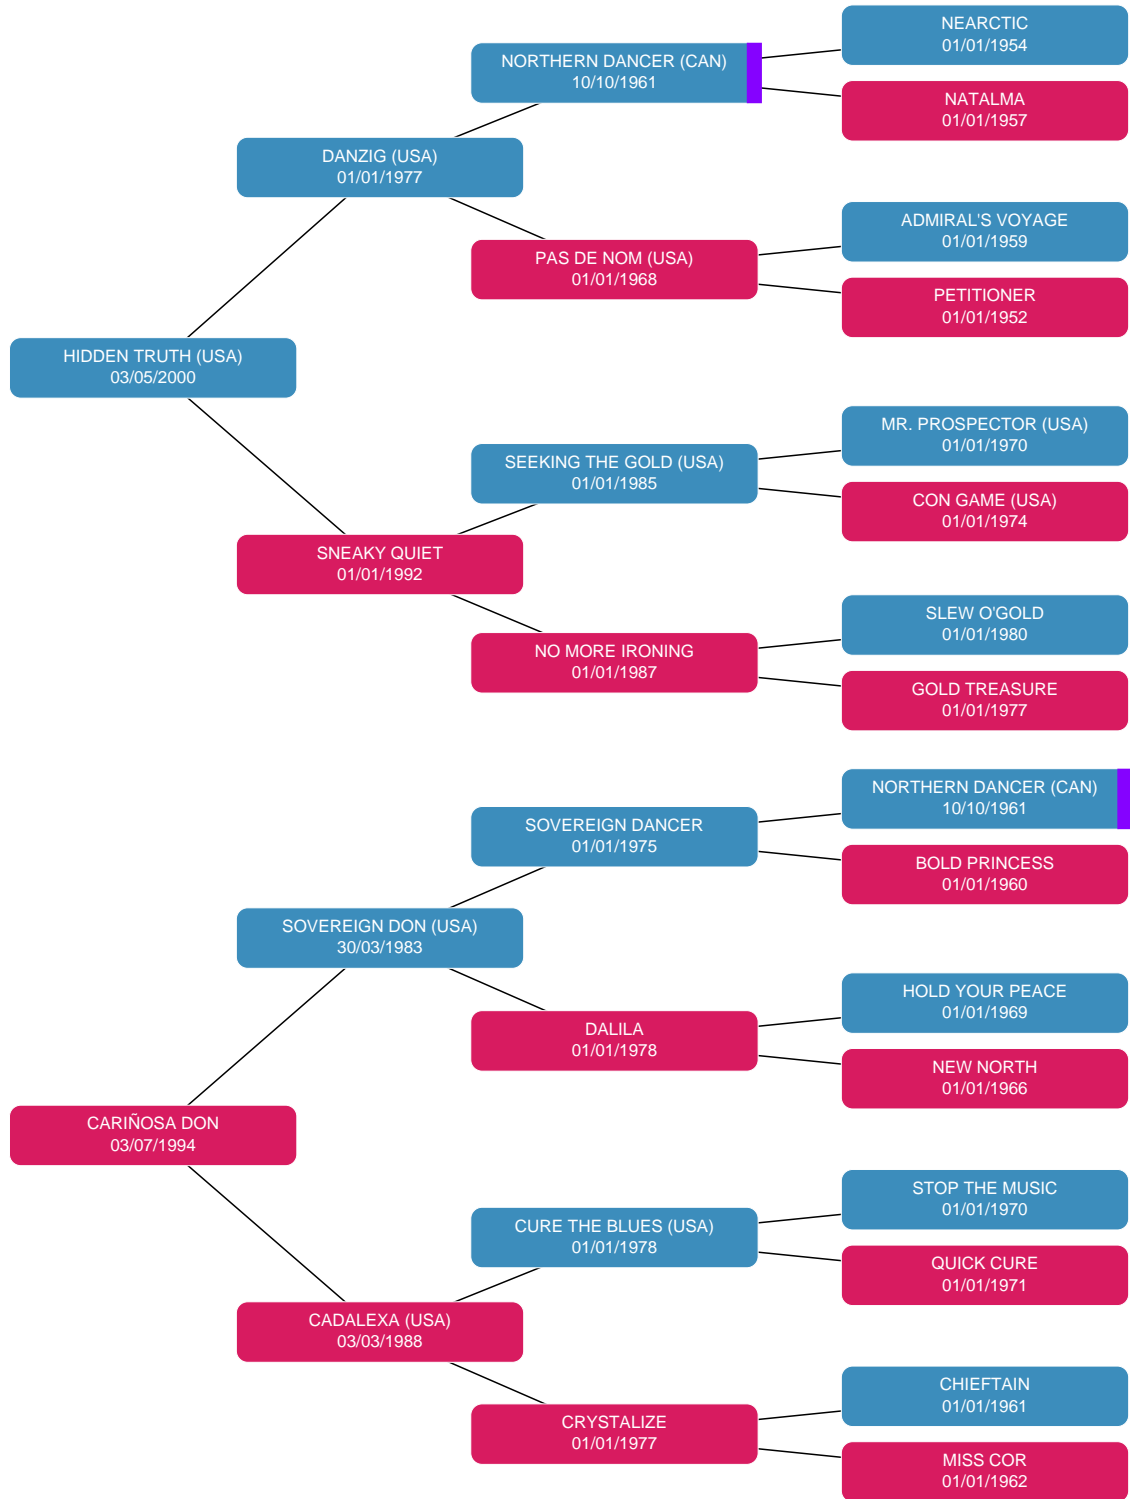 NEARCTIC
01/01/1954
NORTHERN DANCER (CAN)
10/10/1961
NATALMA
01/01/1957
DANZIG (USA)
01/01/1977
ADMIRAL'S VOYAGE
01/01/1959
PAS DE NOM (USA)
01/01/1968
PETITIONER
01/01/1952
HIDDEN TRUTH (USA)
03/05/2000
MR. PROSPECTOR (USA)
01/01/1970
SEEKING THE GOLD (USA)
01/01/1985
CON GAME (USA)
01/01/1974
SNEAKY QUIET
01/01/1992
SLEW O'GOLD
01/01/1980
NO MORE IRONING
01/01/1987
GOLD TREASURE
01/01/1977
NORTHERN DANCER (CAN)
10/10/1961
SOVEREIGN DANCER
01/01/1975
BOLD PRINCESS
01/01/1960
SOVEREIGN DON (USA)
30/03/1983
HOLD YOUR PEACE
01/01/1969
DALILA
01/01/1978
NEW NORTH
01/01/1966
CARIÑOSA DON
03/07/1994
STOP THE MUSIC
01/01/1970
CURE THE BLUES (USA)
01/01/1978
QUICK CURE
01/01/1971
CADALEXA (USA)
03/03/1988
CHIEFTAIN
01/01/1961
CRYSTALIZE
01/01/1977
MISS COR
01/01/1962